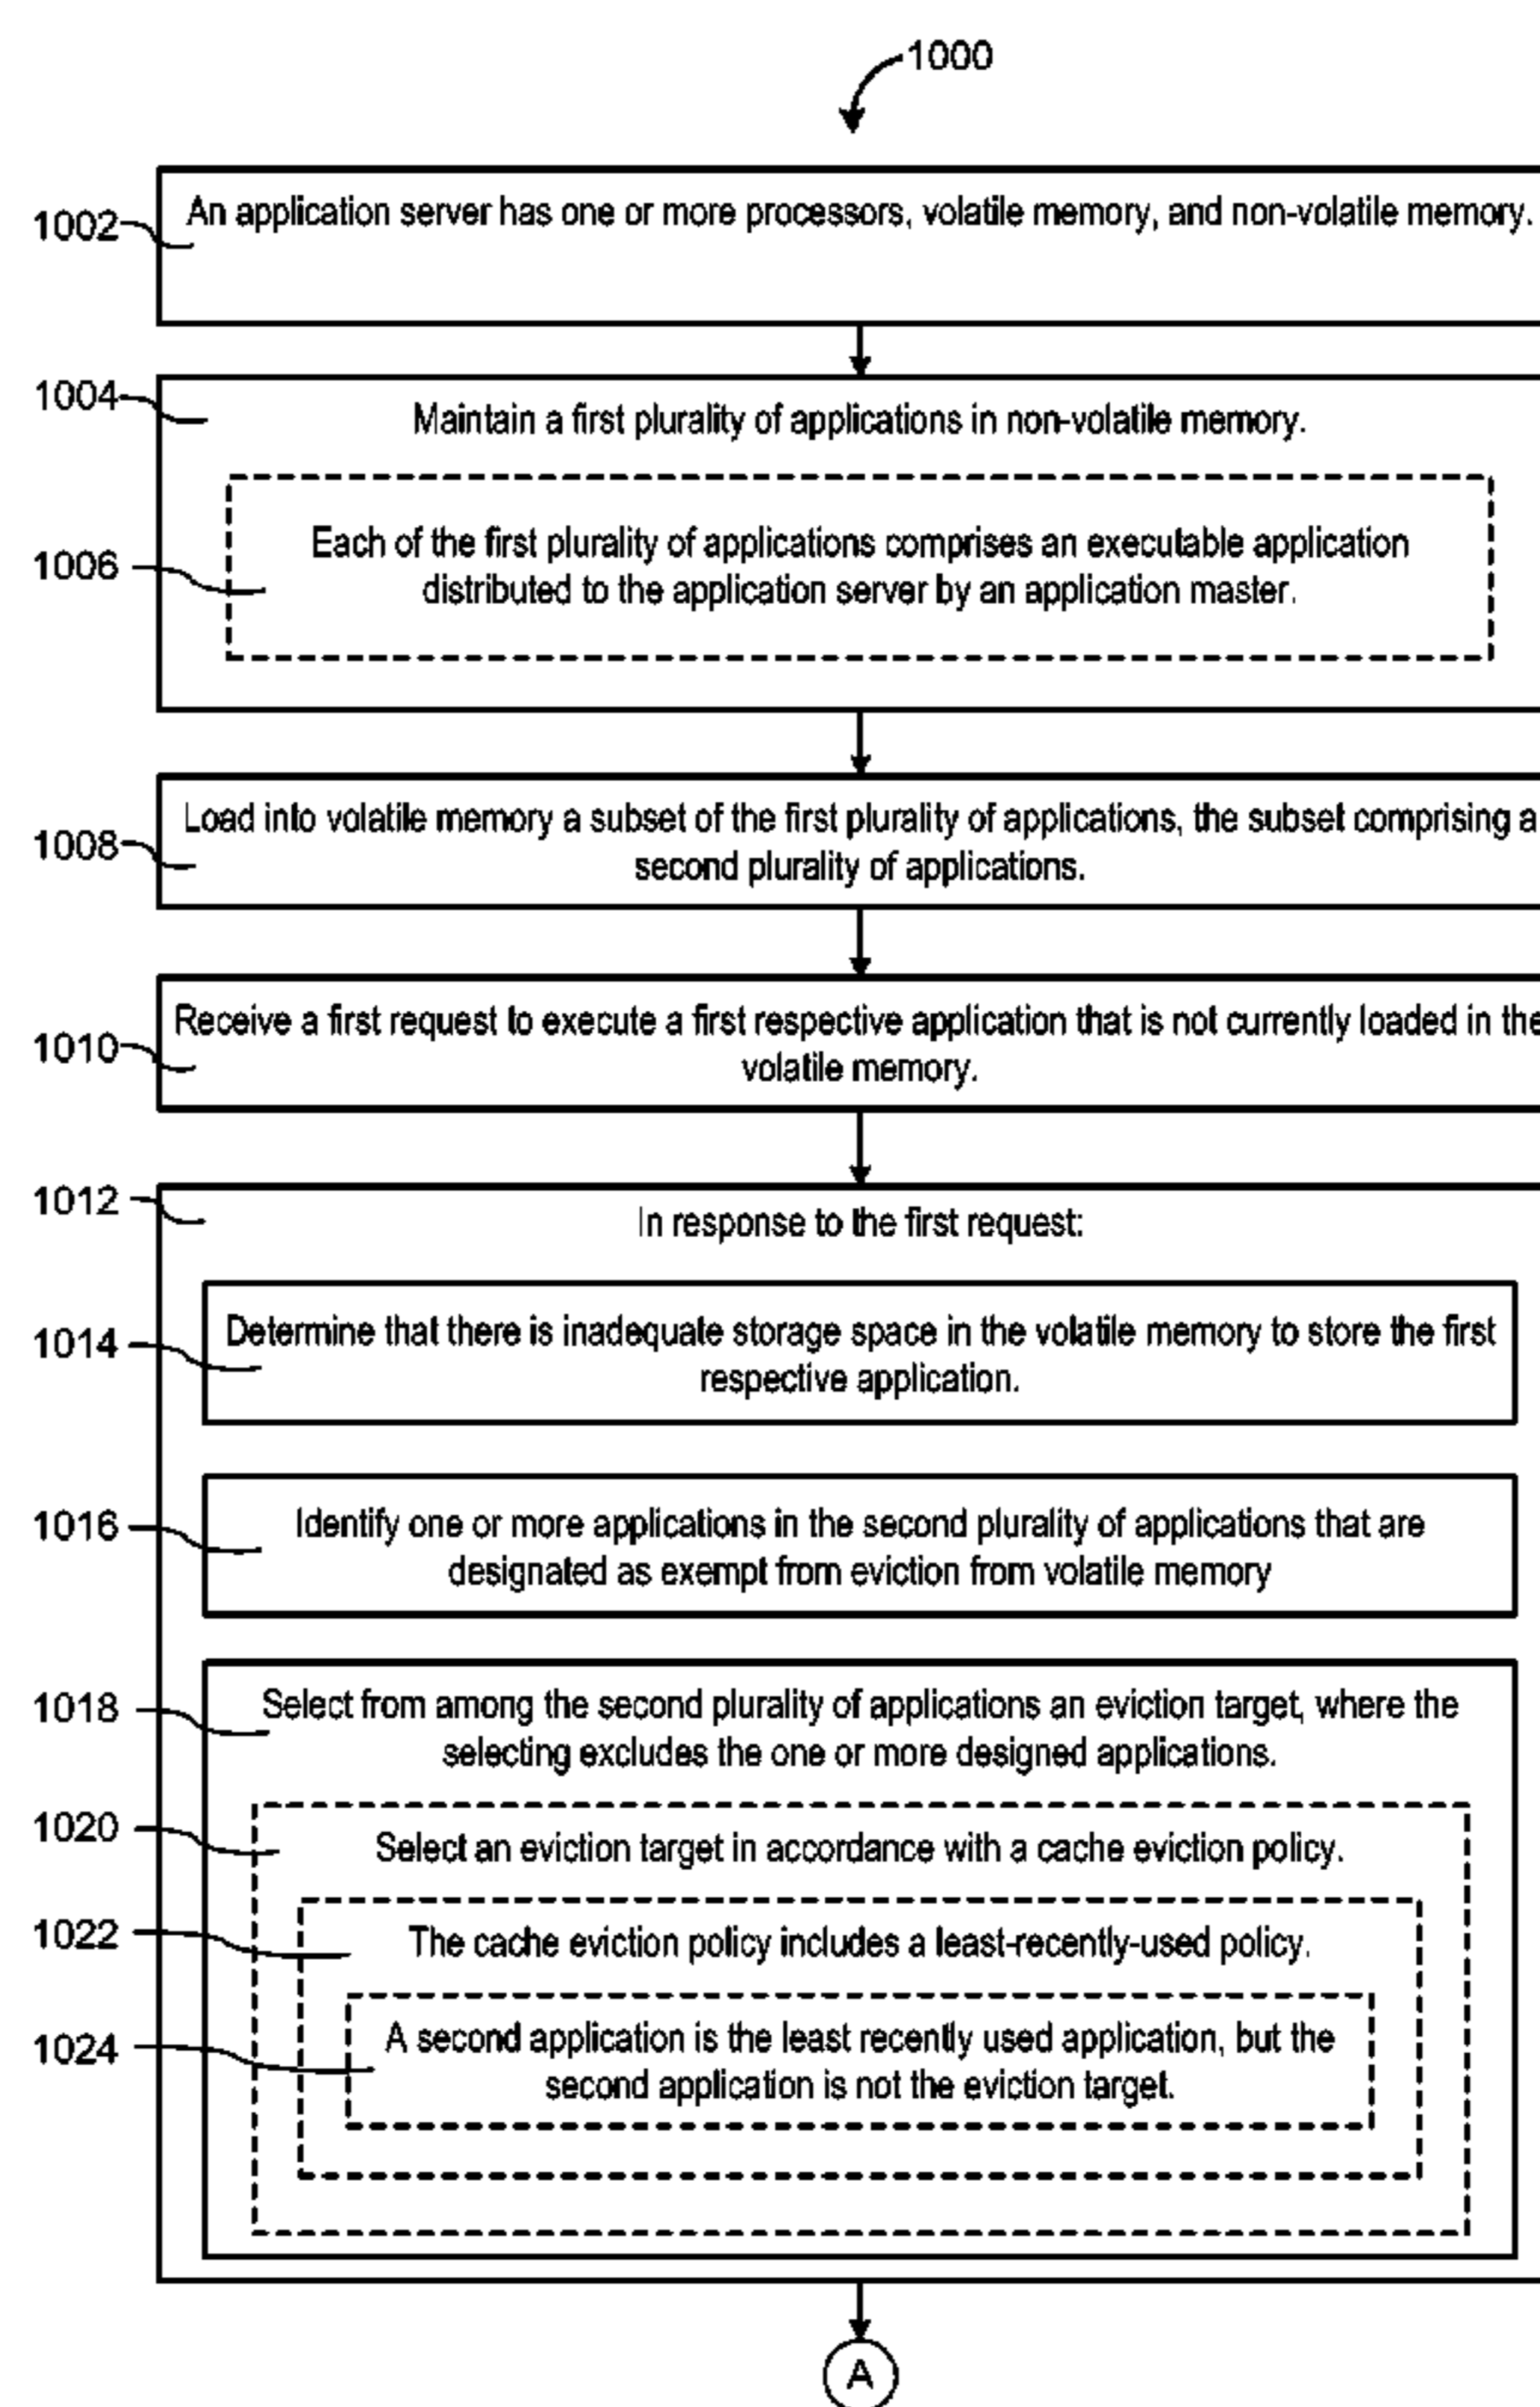 1000
1002
An application server has one or more processors, volatile memory, and non-volatile memory.
1004
Maintain a first plurality of applications in non-volatile memory.
1006
Each of the first plurality of applications comprises an executable application
distributed to the application server by an application master.
1008
Load into volatile memory a subset of the first plurality of applications, the subset comprising a
second plurality of applications.
1010
Receive a first request to execute a first respective application that is not currently loaded in the
volatile memory.
1012
In response to the first request:
1014
Determine that there is inadequate storage space in the volatile memory to store the first
respective application.
1016
Identify one or more applications in the second plurality of applications that are
designated as exempt from eviction from volatile memory
1018
Select from among the second plurality of applications an eviction target, where the
selecting excludes the one or more designed applications.
1020
Select an eviction target in accordance with a cache eviction policy.
1022
The cache eviction policy includes a least-recently-used policy.
1024
A second application is the least recently used application, but the
second application is not the eviction target.
A